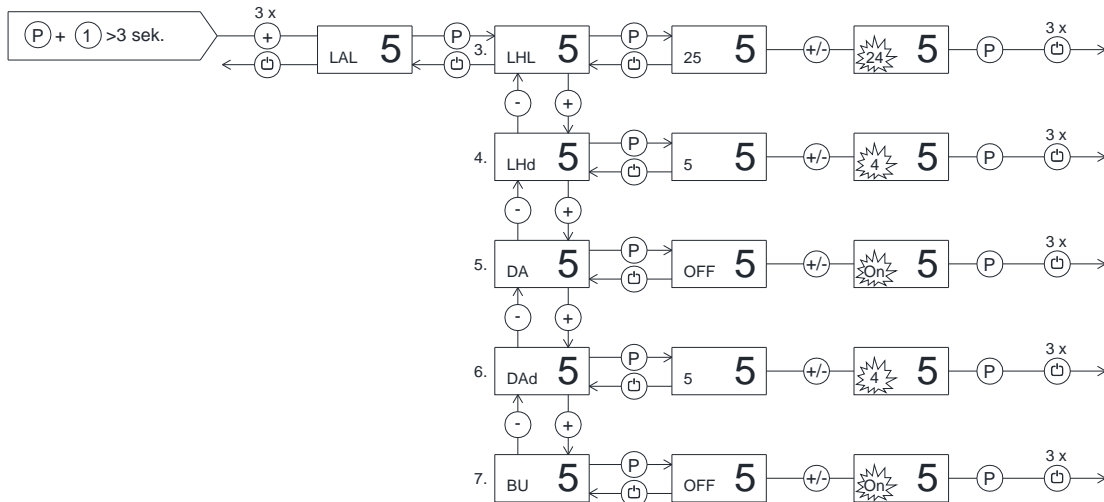 3 x 3 x
P + 1 >3 sek. + LAL 5 P 3. LHL 5 P 25 5 +/- 24 5 P
- +
3 x
4. LHd 5 P 5 5 +/- 4 5 P
- +
3 x
5. DA 5 P OFF 5 +/- On 5 P
- +
3 x
6. DAd 5 P 5 5 +/- 4 5 P
- +
3 x
7. BU 5 P OFF 5 +/- On 5 P